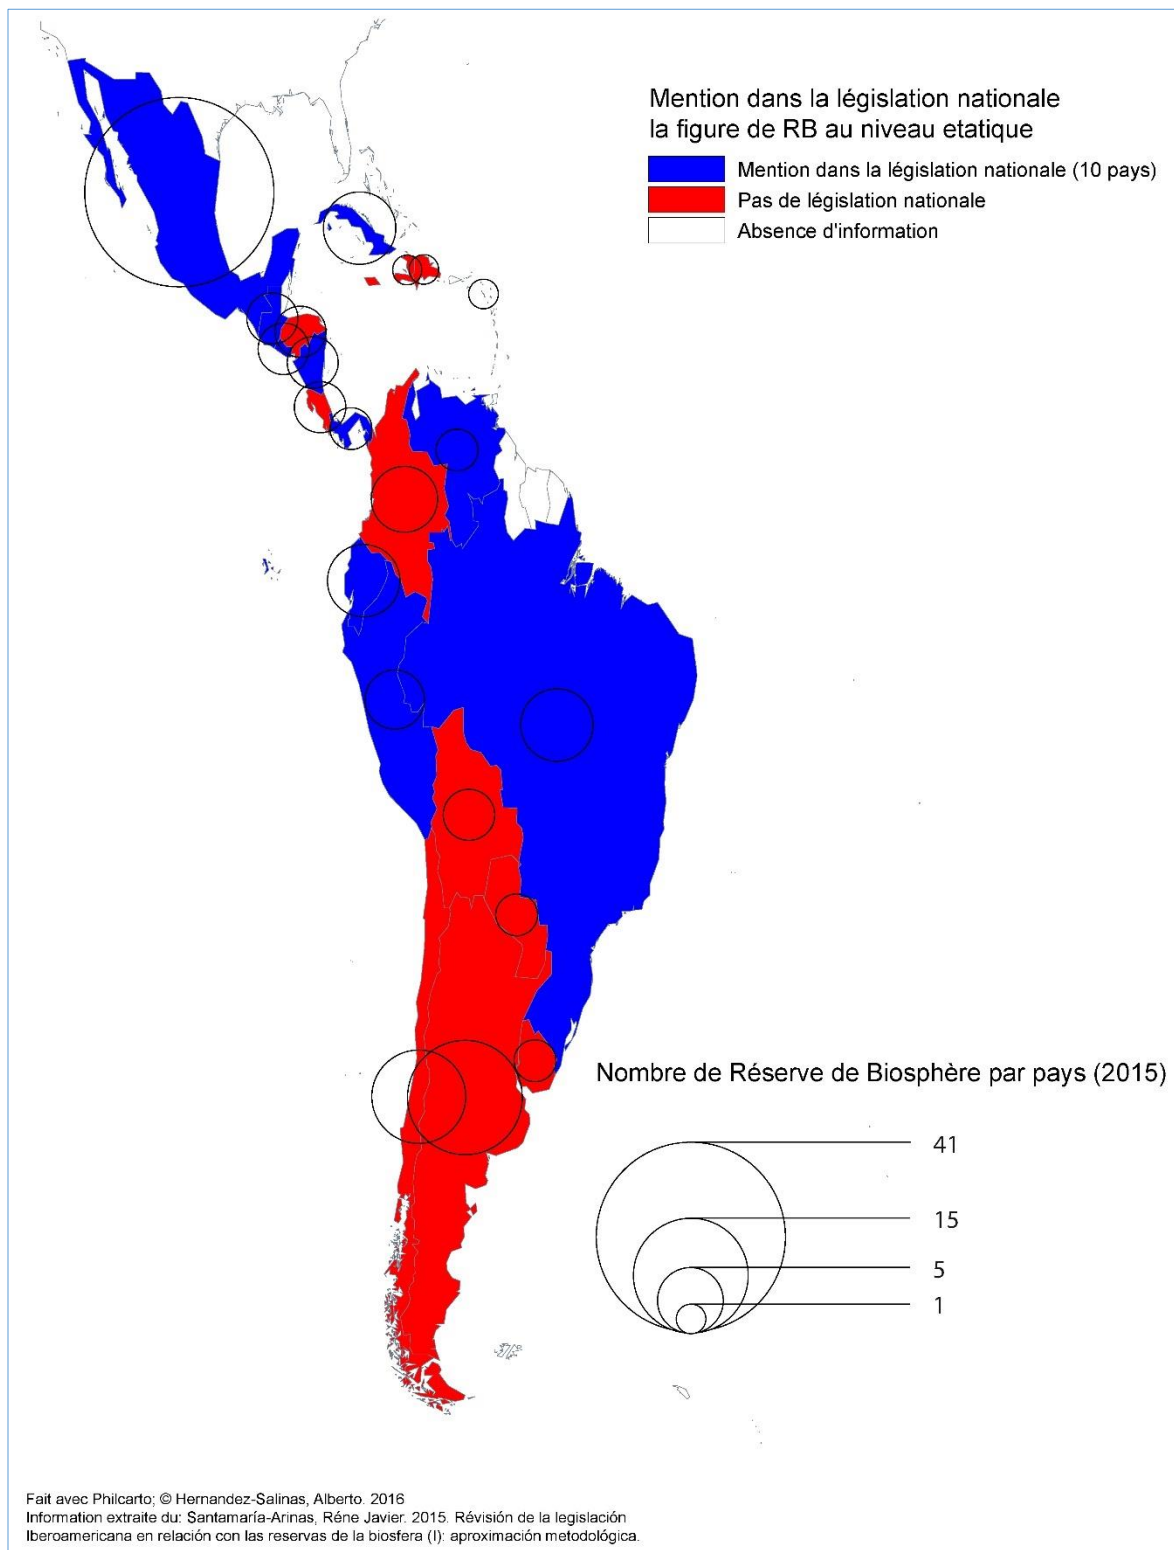 Mention dans la législation nationale
la figure de RB au niveau etatique
Mention dans la législation nationale (10 pays)
Pas de législation nationale
Absence d'information
Nombre de Réserve de Biosphère par pays (2015)
41
15
5
1
Fait avec Philcarto; © Hernandez-Salinas, Alberto. 2016
Information extraite du: Santamaría-Arinas, Réne Javier. 2015. Révisión de la legislación
Iberoamericana en relación con las reservas de la biosfera (I): aproximación metodológica.